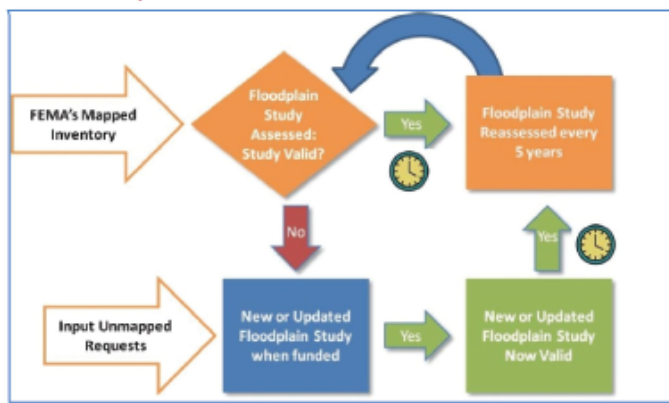 FEMA's Mapped
Inventory
Floodplain
Study
Assessed:
Study Valid?
Yes
Floodplain Study
Reassessed every
5 years
No
Yes
Input Unmapped
Requests
New or Updated
Floodplain Study
when funded
Yes
New or Updated
Floodplain Study
Now Valid